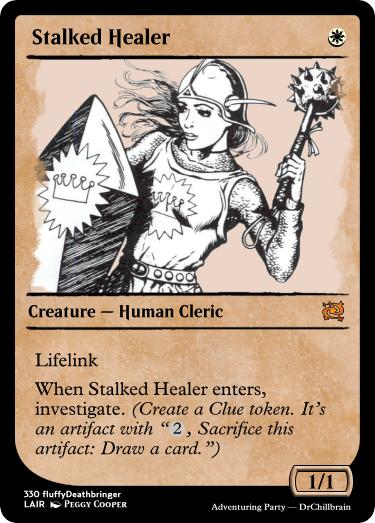 Stalked Healer
Creature — Human Cleric
Lifelink
When Stalked Healer enters,
investigate. (Create a Clue token. It's
an artifact with “2, Sacrifice this
artifact: Draw a card.”)
1/1
330 fluffyDeathbringer
LAIR Peggy Cooper
Adventuring Party — DrChillbrain